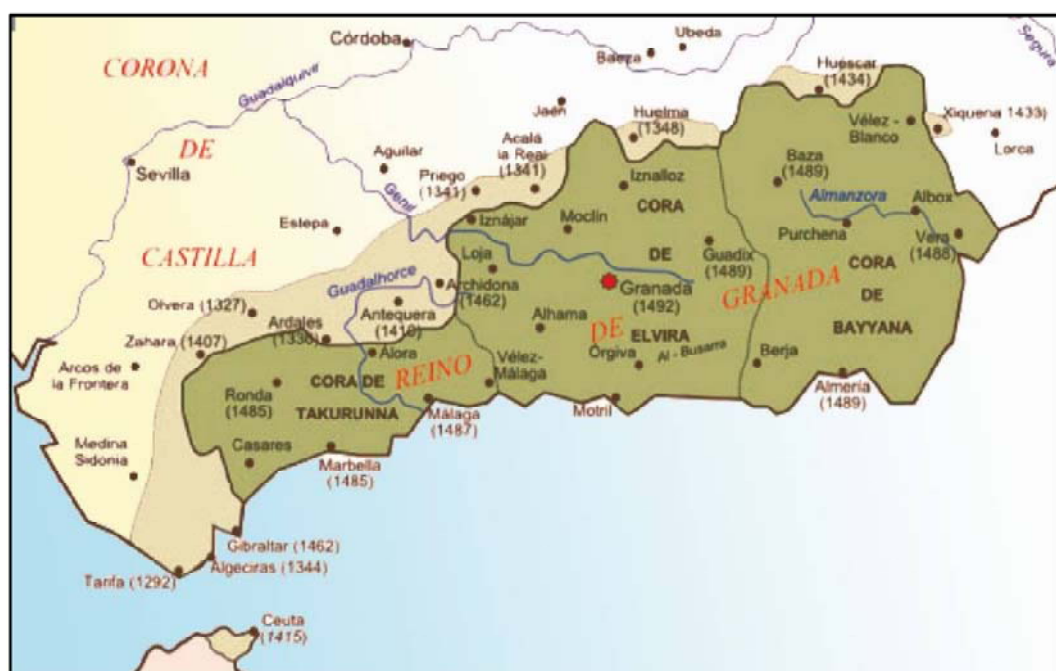 CORONA
DE
CASTILLA
REINO
DE
GRANADA
CORA
DE
ELVIRA
CORA
DE
BAYYANA
CORA DE
TAKURUNNA
Guadalquivir
Genil
Guadalhorce
Almanzora
Segura
Córdoba
Baeza
Ubeda
Jaén
Huéscar
(1434)
Vélez -
Blanco
Xiquena 1433)
Lorca
Huelma
(1348)
Acalá
la Real
(1341)
Priego
(1341)
Aguilar
Sevilla
Estepa
Iznájar
Moclín
Iznalloz
Baza
(1489)
Albox
Purchena
Vera
(1488)
Guadix
(1489)
Loja
Archidona
(1462)
Granada
(1492)
Alhama
Órgiva
Al - Busarra
Berja
Almería
(1489)
Olvera (1327)
Zahara (1407)
Ardales
Antequera
(1410)
Álora
Arcos de
la Frontera
Ronda
(1485)
Vélez-
Málaga
Málaga
(1487)
Motril
Casares
Marbella
(1485)
Medina
Sidonia
Gibraltar (1462)
Algeciras (1344)
Tarifa (1292)
Ceuta
(1415)